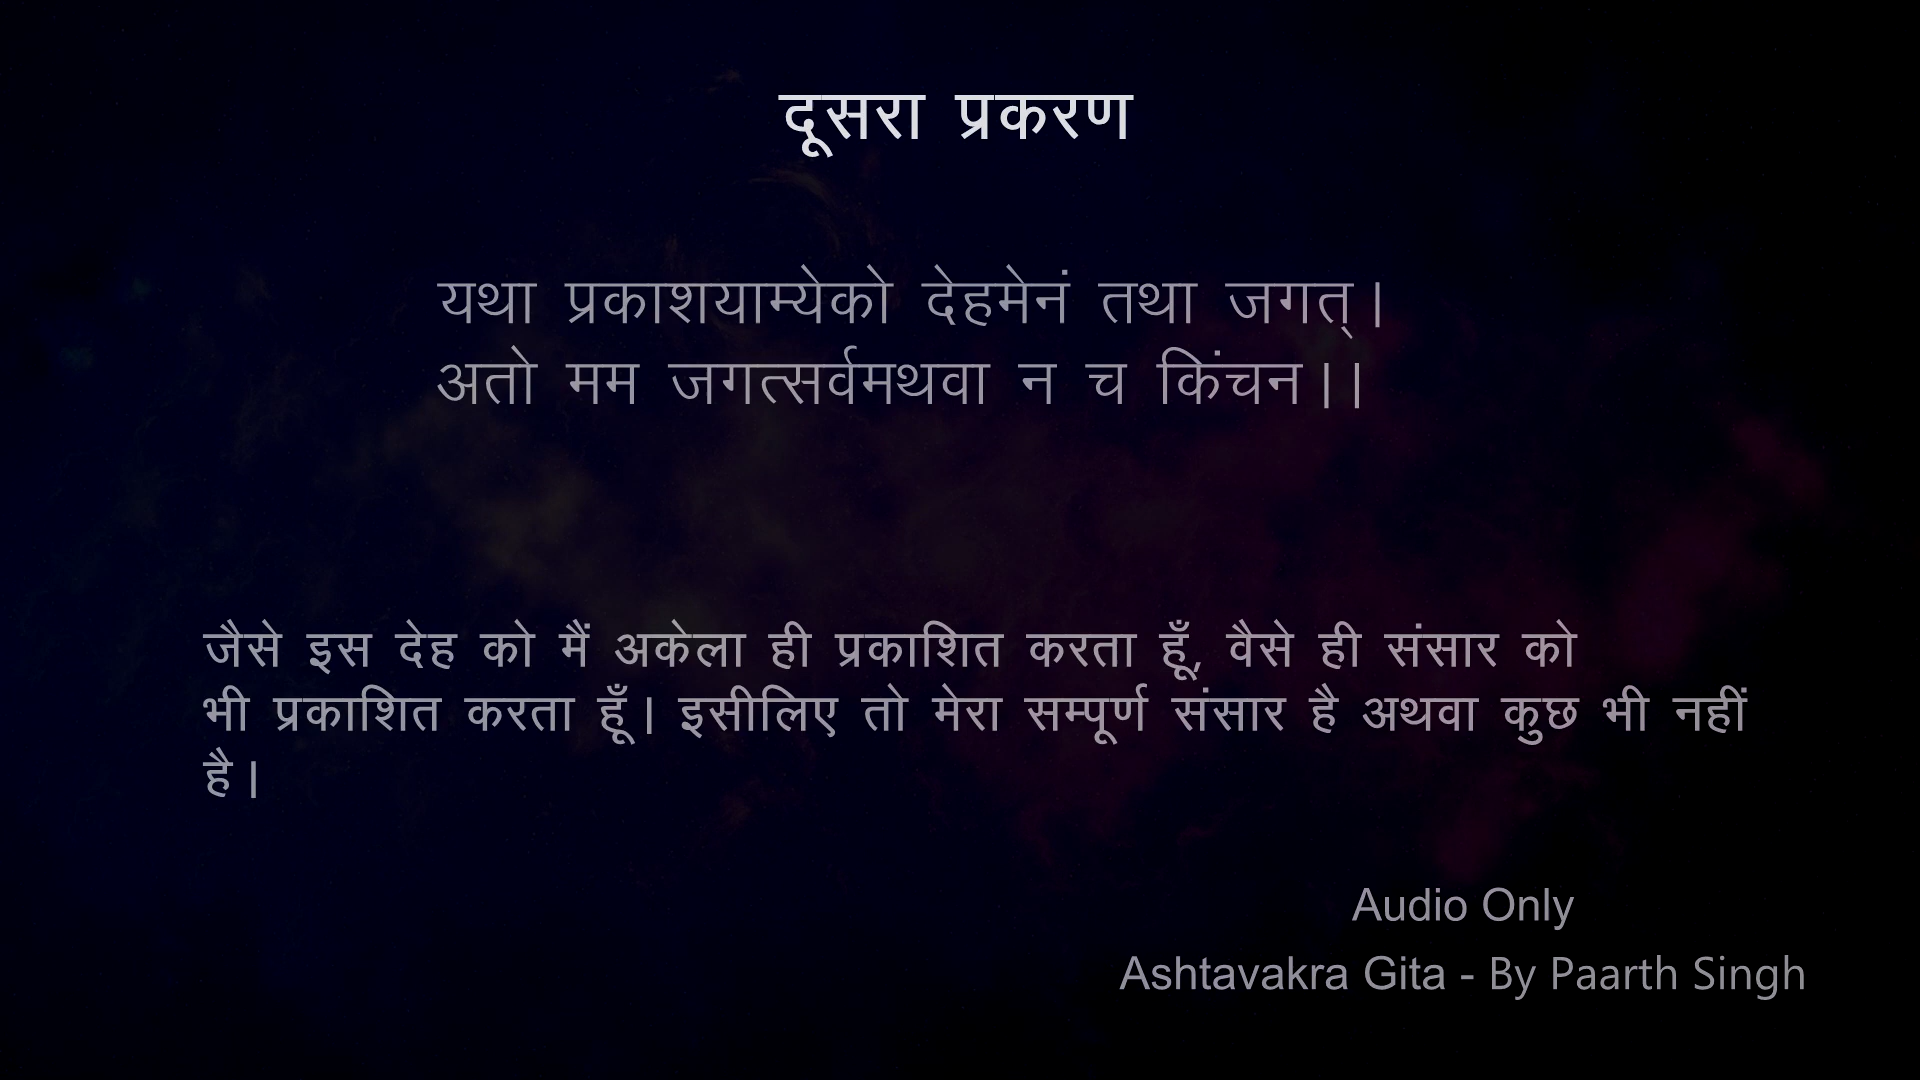 दूसरा प्रकरण
यथा प्रकाशयाम्येको देहमेनं तथा जगत्।
अतो मम जगत्सर्वमथवा न च किंचन।।
जैसे इस देह को मैं अकेला ही प्रकाशित करता हूँ, वैसे ही संसार को
भी प्रकाशित करता हूँ। इसीलिए तो मेरा सम्पूर्ण संसार है अथवा कुछ भी नहीं
है।
Audio Only
Ashtavakra Gita - By Paarth Singh